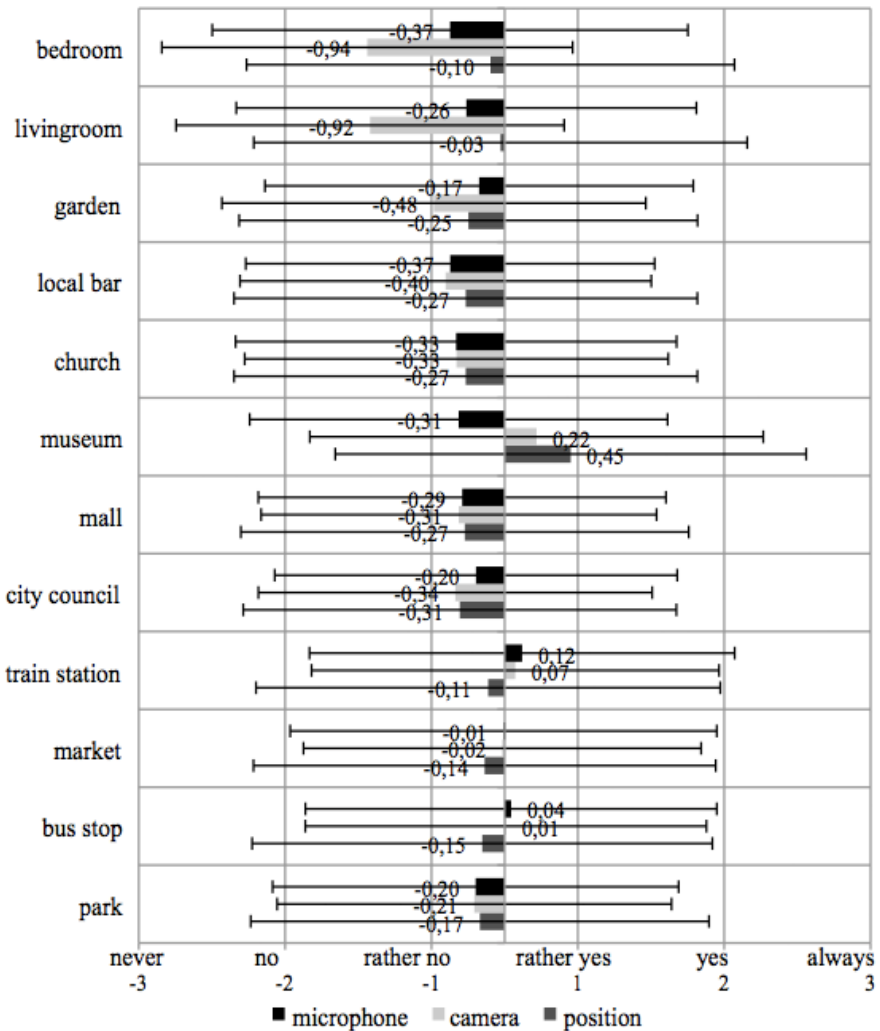 -0,37
bedroom -0,94
-0,10
-0,26
livingroom -0,92
-0,03
-0,17
garden -0,48
-0,25
-0,37
local bar -0,40
-0,27
-0,33
church -0,33
-0,27
-0,31
museum 0,22
0,45
-0,29
mall -0,31
-0,27
-0,20
city council -0,34
-0,31
0,12
train station 0,07
-0,11
-0,01
market -0,02
-0,14
0,04
bus stop 0,01
-0,15
-0,20
park -0,21
-0,17
never no rather no rather yes yes always
-3 -2 -1 1 2 3
microphone camera position